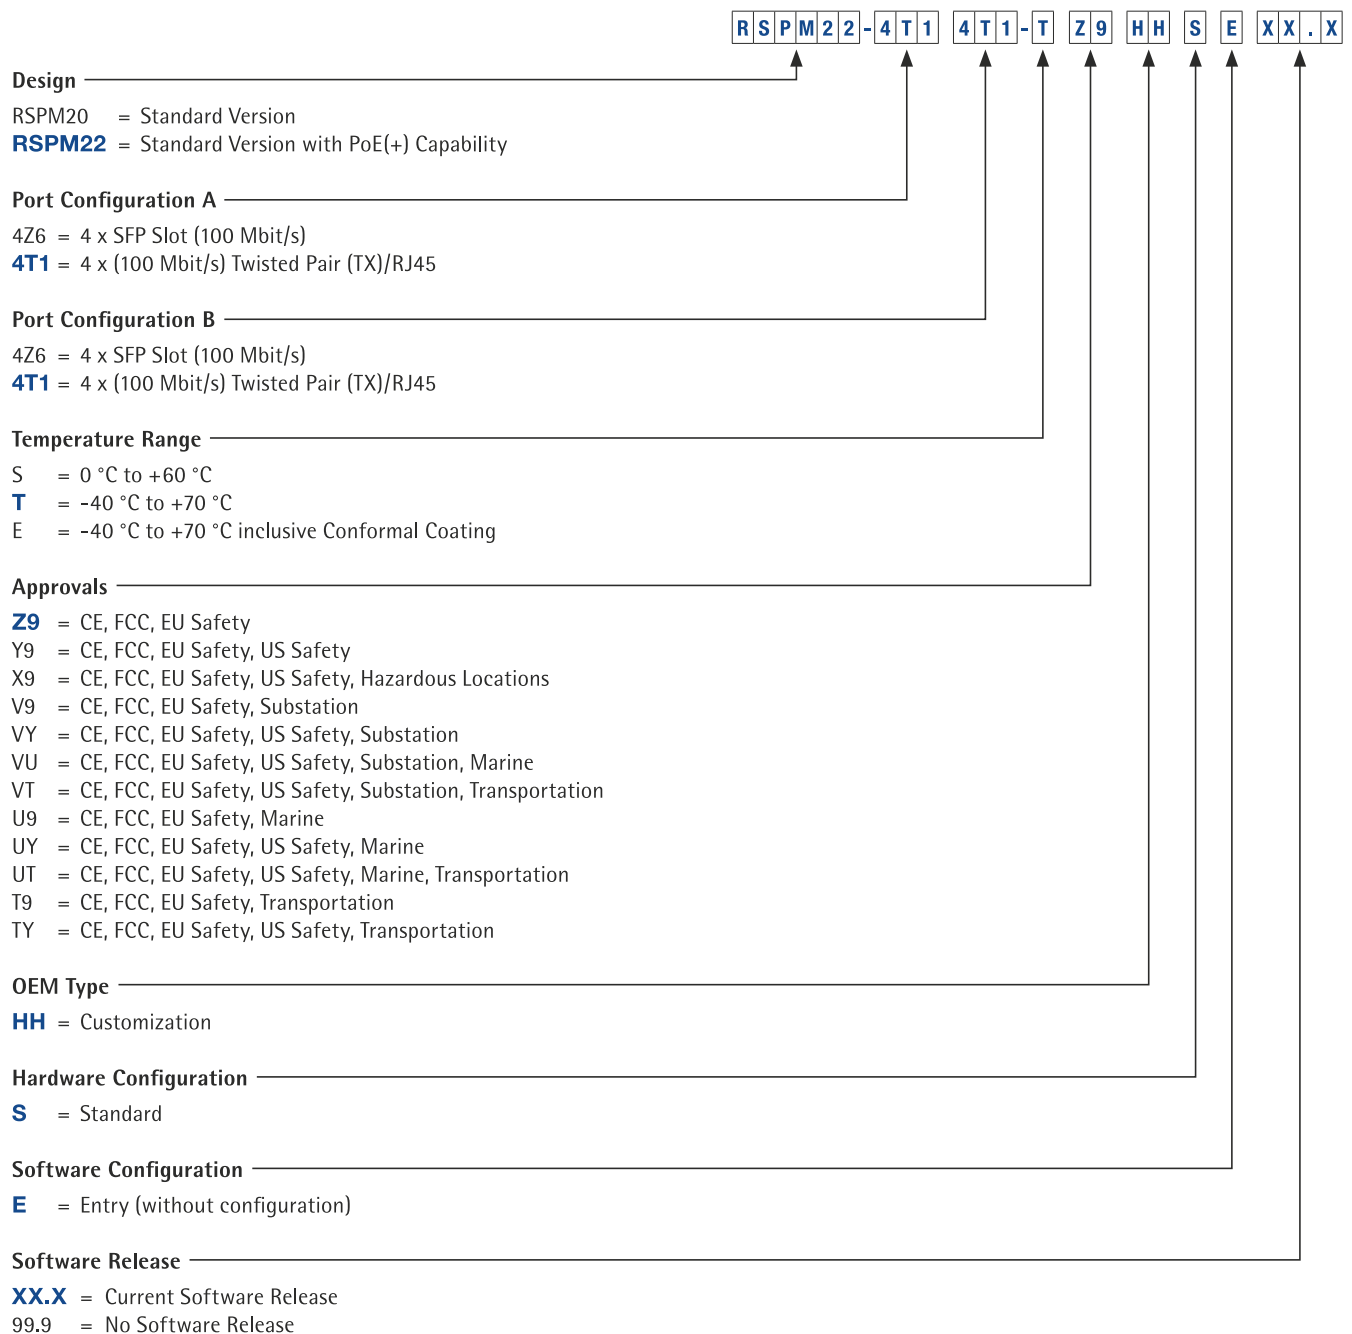 RSPM22-4T1 4T1-T Z9 HH S E XX.X
Design
RSPM20 = Standard Version
RSPM22 = Standard Version with PoE(+) Capability
Port Configuration A
4Z6 = 4 x SFP Slot (100 Mbit/s)
4T1 = 4 x (100 Mbit/s) Twisted Pair (TX)/RJ45
Port Configuration B
4Z6 = 4 x SFP Slot (100 Mbit/s)
4T1 = 4 x (100 Mbit/s) Twisted Pair (TX)/RJ45
Temperature Range
S = 0 °C to +60 °C
T = -40 °C to +70 °C
E = -40 °C to +70 °C inclusive Conformal Coating
Approvals
Z9 = CE, FCC, EU Safety
Y9 = CE, FCC, EU Safety, US Safety
X9 = CE, FCC, EU Safety, US Safety, Hazardous Locations
V9 = CE, FCC, EU Safety, Substation
VY = CE, FCC, EU Safety, US Safety, Substation
VU = CE, FCC, EU Safety, US Safety, Substation, Marine
VT = CE, FCC, EU Safety, US Safety, Substation, Transportation
U9 = CE, FCC, EU Safety, Marine
UY = CE, FCC, EU Safety, US Safety, Marine
UT = CE, FCC, EU Safety, US Safety, Marine, Transportation
T9 = CE, FCC, EU Safety, Transportation
TY = CE, FCC, EU Safety, US Safety, Transportation
OEM Type
HH = Customization
Hardware Configuration
S = Standard
Software Configuration
E = Entry (without configuration)
Software Release
XX.X = Current Software Release
99.9 = No Software Release